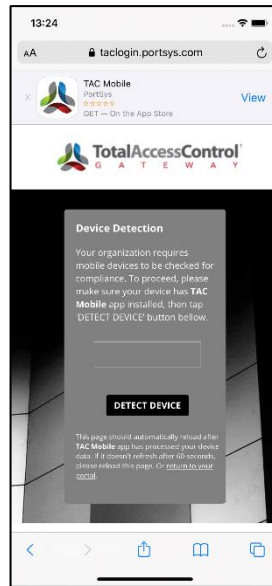 13:24
AA taclogin.portsys.com
TAC Mobile
PortSys
GET — On the App Store
View
TotalAccessControl
GATEWAY
Device Detection
Your organization requires
mobile devices to be checked for
compliance. To proceed, please
make sure your device has TAC
Mobile app installed, then tap
'DETECT DEVICE' button bellow.
DETECT DEVICE
This page should automatically reload after
TAC Mobile app has processed your device
data. If it doesn't refresh after 60 seconds,
please reload this page. Or return to your
portal.